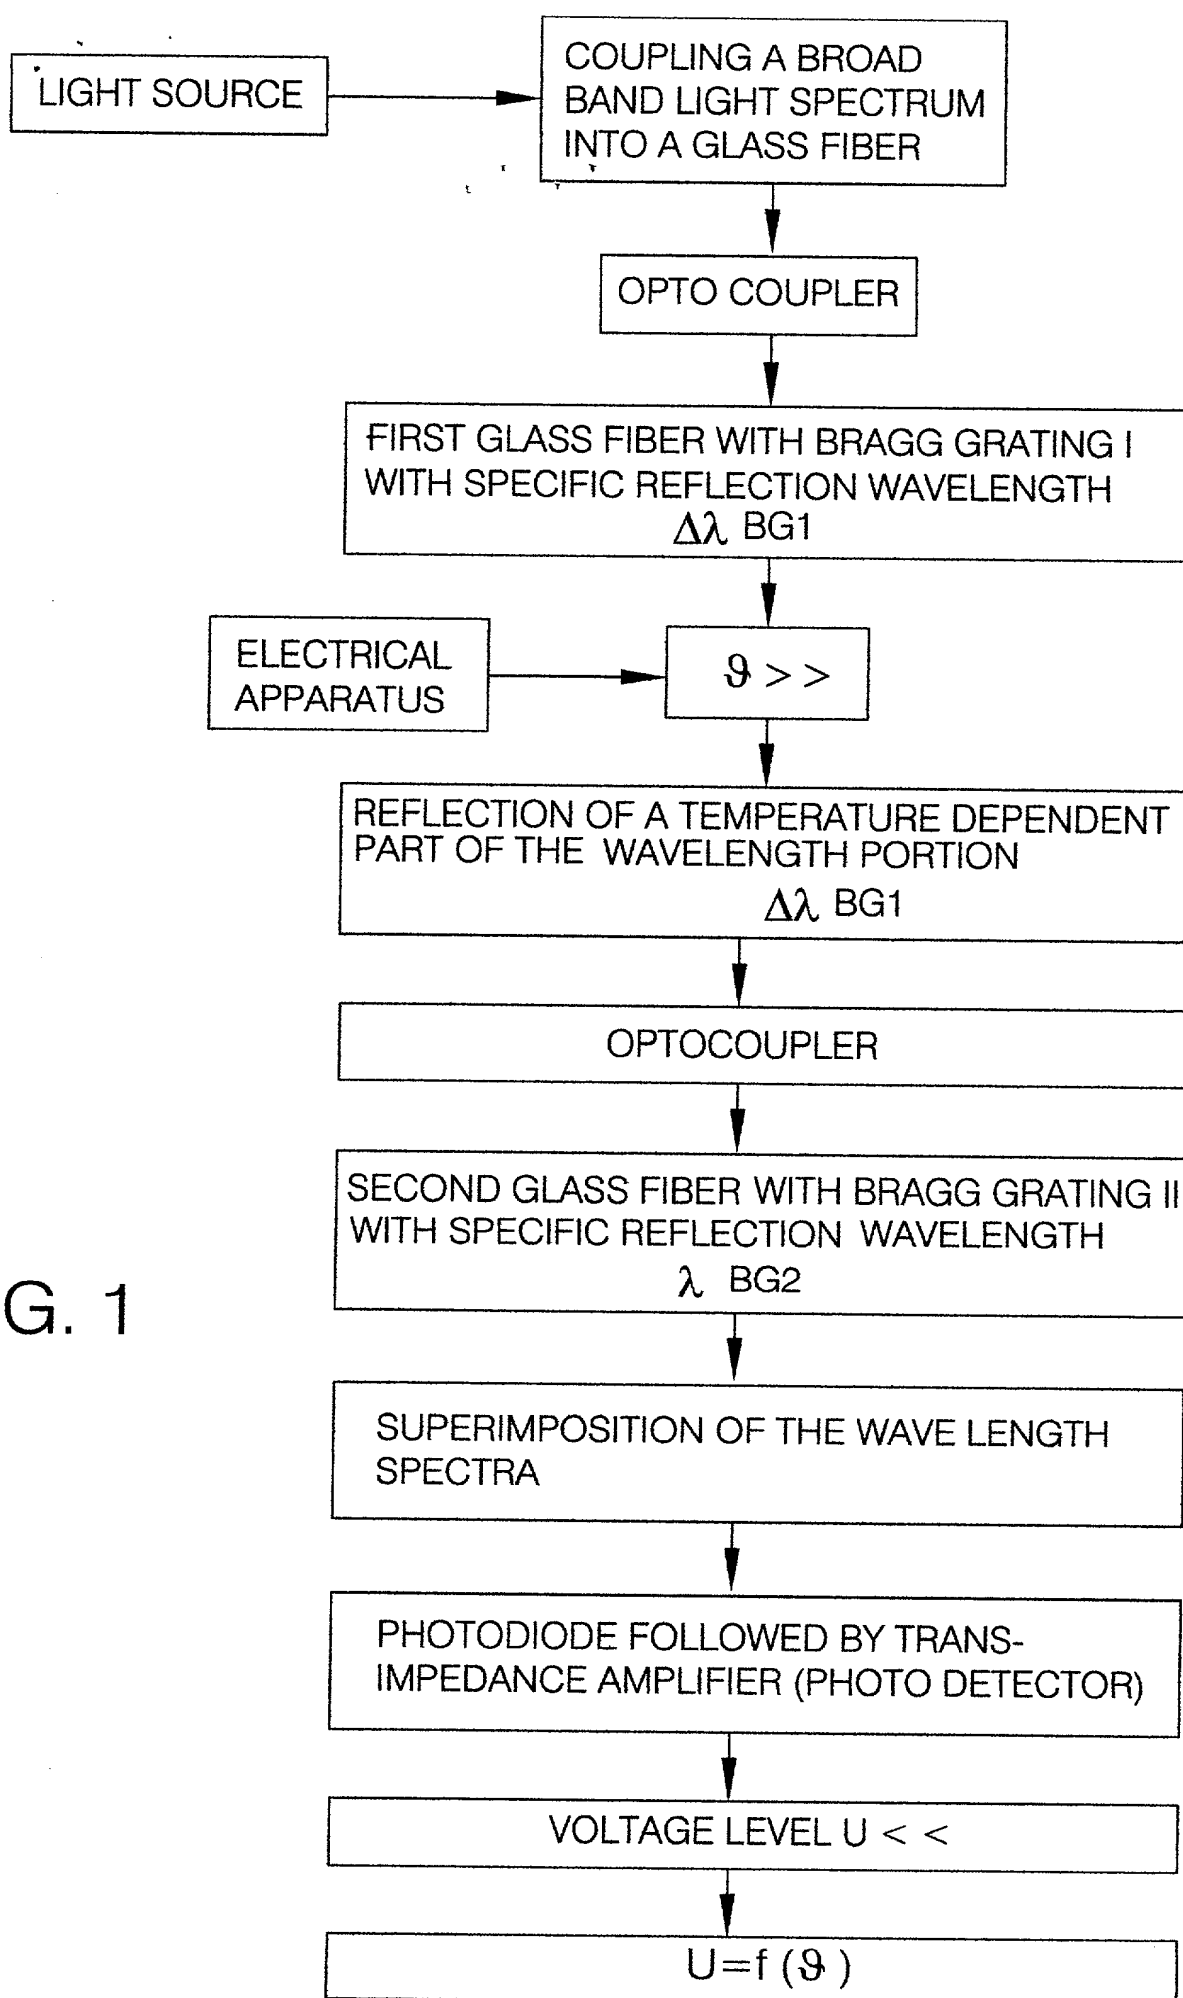 LIGHT SOURCE
COUPLING A BROAD
BAND LIGHT SPECTRUM
INTO A GLASS FIBER
OPTO COUPLER
FIRST GLASS FIBER WITH BRAGG GRATING I
WITH SPECIFIC REFLECTION WAVELENGTH
Δλ BG1
ELECTRICAL
APPARATUS
ϑ > >
REFLECTION OF A TEMPERATURE DEPENDENT
PART OF THE WAVELENGTH PORTION
Δλ BG1
OPTOCOUPLER
SECOND GLASS FIBER WITH BRAGG GRATING II
WITH SPECIFIC REFLECTION WAVELENGTH
λ BG2
G. 1
SUPERIMPOSITION OF THE WAVE LENGTH
SPECTRA
PHOTODIODE FOLLOWED BY TRANS-
IMPEDANCE AMPLIFIER (PHOTO DETECTOR)
VOLTAGE LEVEL U < <
U=f (ϑ)